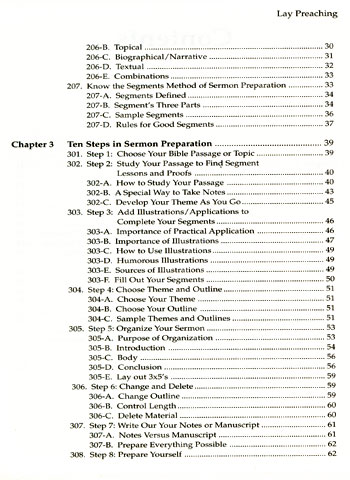 Lay Preaching
206-B. Topical 30
206-C. Biographical/Narrative 31
206-D. Textual 32
206-E. Combinations 33
207. Know the Segments Method of Sermon Preparation 33
207-A. Segments Defined 34
207-B. Segment's Three Parts 34
207-C. Sample Segments 36
207-D. Rules for Good Segments 37
Chapter 3 Ten Steps in Sermon Preparation 39
301. Step 1: Choose Your Bible Passage or Topic 39
302. Step 2: Study Your Passage to Find Segment
Lessons and Proofs 40
302-A. How to Study Your Passage 40
302-B. A Special Way to Take Notes 43
302-C. Develop Your Theme As You Go 45
303. Step 3: Add Illustrations/Applications to
Complete Your Segments 46
303-A. Importance of Practical Application 46
303-B. Importance of Illustrations 47
303-C. How to Use Illustrations 49
303-D. Humorous Illustrations 49
303-E. Sources of Illustrations 49
303-F. Fill Out Your Segments 50
304. Step 4: Choose Theme and Outline 51
304-A. Choose Your Theme 51
304-B. Choose Your Outline 51
304-C. Sample Themes and Outlines 51
305. Step 5: Organize Your Sermon 53
305-A. Purpose of Organization 53
305-B. Introduction 54
305-C. Body 56
305-D. Conclusion 56
305-E. Lay out 3x5's 59
306. Step 6: Change and Delete 59
306-A. Change Outline 59
306-B. Control Length 60
306-C. Delete Material 60
307. Step 7: Write Our Your Notes or Manuscript 61
307-A. Notes Versus Manuscript 61
307-B. Prepare Everything Possible 62
308. Step 8: Prepare Yourself 62